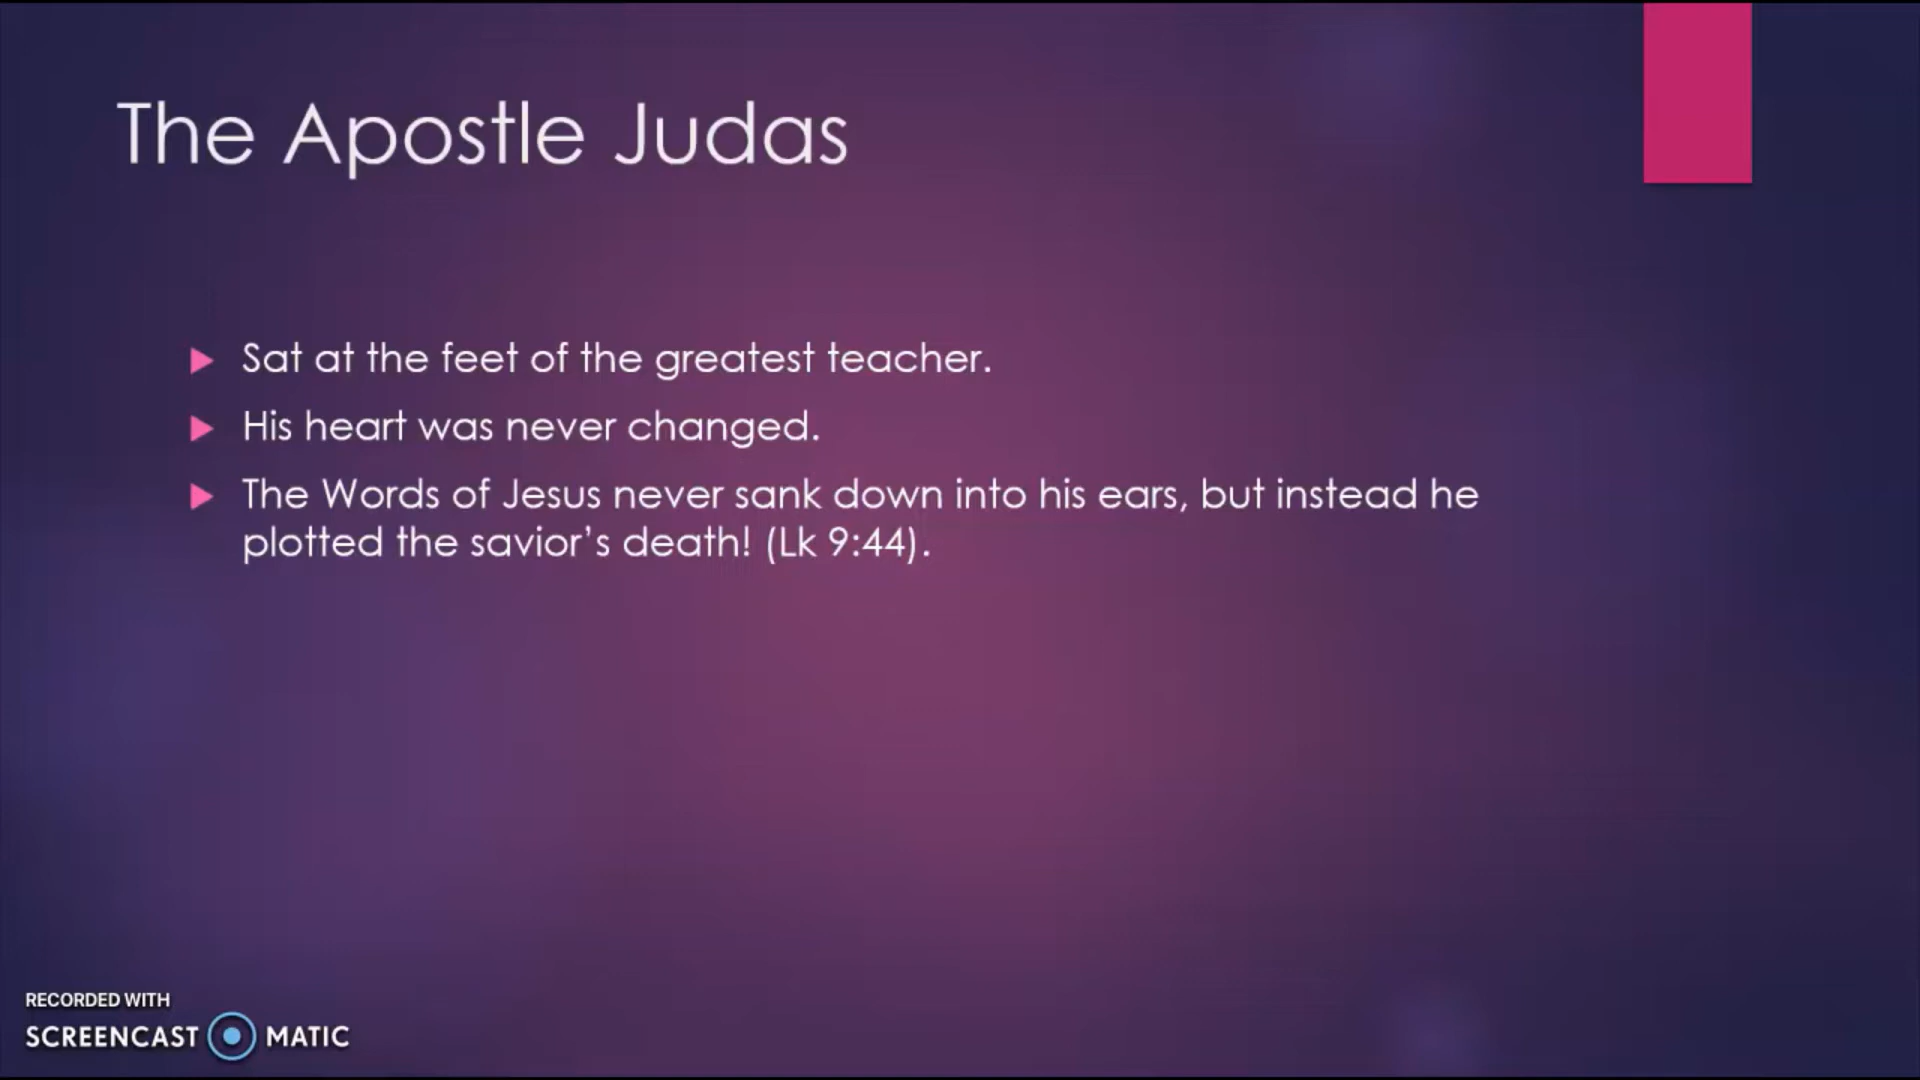 The Apostle Judas
Sat at the feet of the greatest teacher.
His heart was never changed.
The Words of Jesus never sank down into his ears, but instead he
plotted the savior’s death! (Lk 9:44).
RECORDED WITH
SCREENCAST MATIC